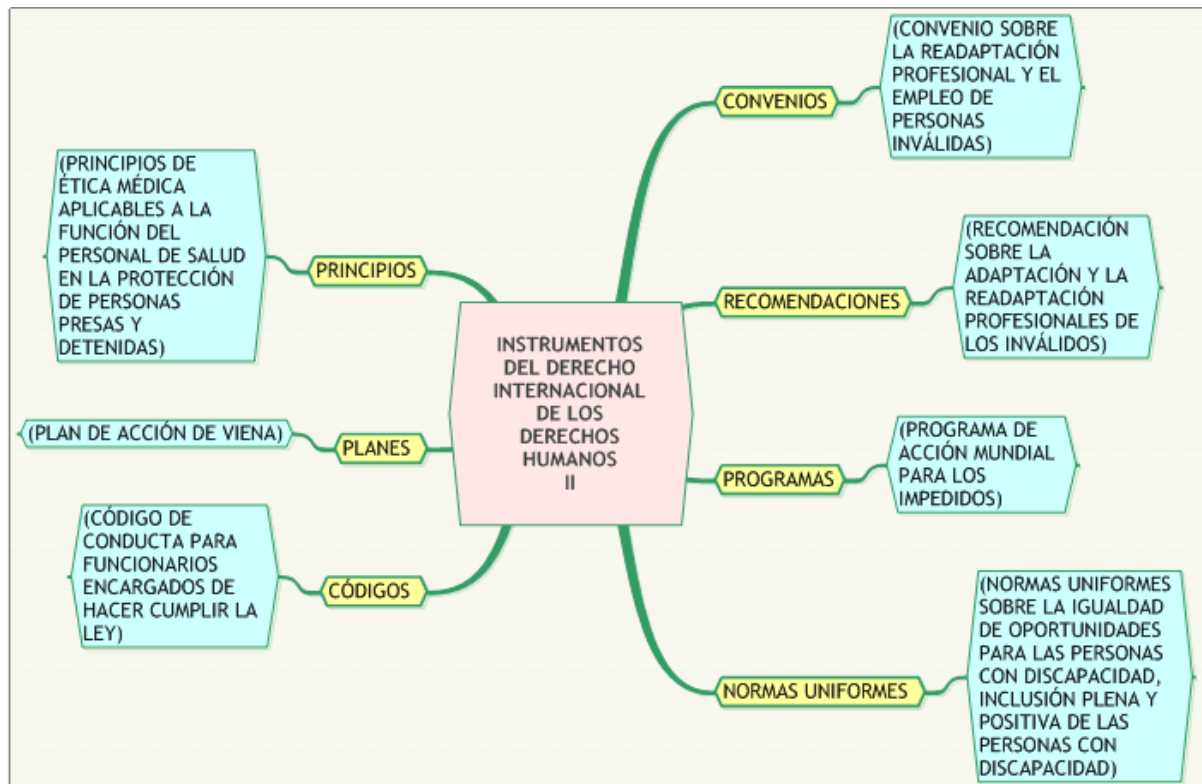 INSTRUMENTOS
DEL DERECHO
INTERNACIONAL
DE LOS
DERECHOS
HUMANOS
II
CONVENIOS
(CONVENIO SOBRE
LA READAPTACIÓN
PROFESIONAL Y EL
EMPLEO DE
PERSONAS
INVÁLIDAS)
RECOMENDACIONES
(RECOMENDACIÓN
SOBRE LA
ADAPTACIÓN Y LA
READAPTACIÓN
PROFESIONALES DE
LOS INVÁLIDOS)
PROGRAMAS
(PROGRAMA DE
ACCIÓN MUNDIAL
PARA LOS
IMPEDIDOS)
NORMAS UNIFORMES
(NORMAS UNIFORMES
SOBRE LA IGUALDAD
DE OPORTUNIDADES
PARA LAS PERSONAS
CON DISCAPACIDAD,
INCLUSIÓN PLENA Y
POSITIVA DE LAS
PERSONAS CON
DISCAPACIDAD)
PRINCIPIOS
(PRINCIPIOS DE
ÉTICA MÉDICA
APLICABLES A LA
FUNCIÓN DEL
PERSONAL DE SALUD
EN LA PROTECCIÓN
DE PERSONAS
PRESAS Y
DETENIDAS)
PLANES
(PLAN DE ACCIÓN DE VIENA)
CÓDIGOS
(CÓDIGO DE
CONDUCTA PARA
FUNCIONARIOS
ENCARGADOS DE
HACER CUMPLIR LA
LEY)